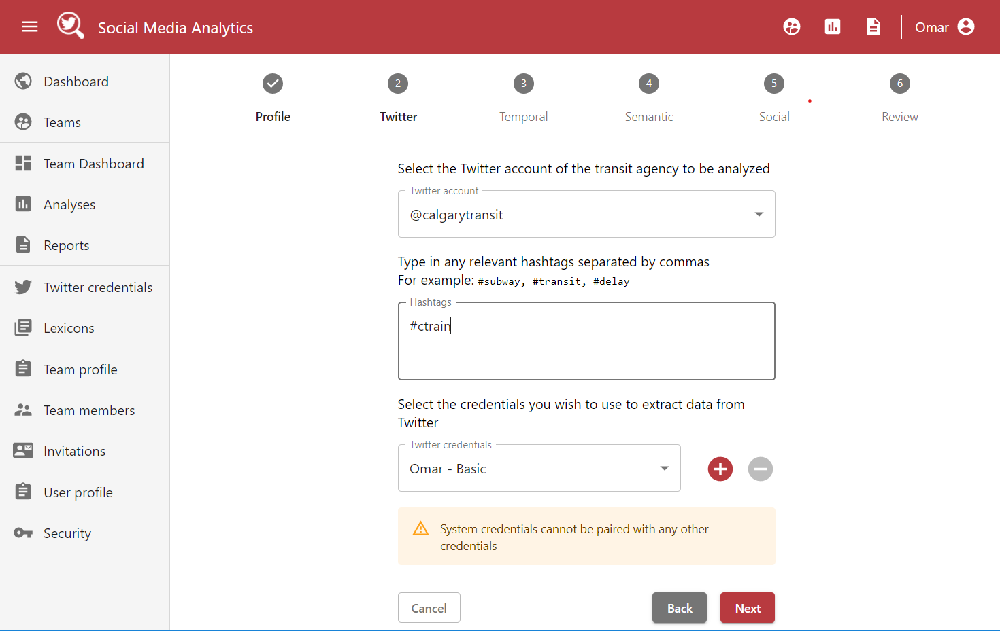 Social Media Analytics
Omar
Dashboard
Teams
Team Dashboard
Analyses
Reports
Twitter credentials
Lexicons
Team profile
Team members
Invitations
User profile
Security
2
3
4
5
6
Profile
Twitter
Temporal
Semantic
Social
Review
Select the Twitter account of the transit agency to be analyzed
Twitter account
@calgarytransit
Type in any relevant hashtags separated by commas
For example: #subway, #transit, #delay
Hashtags
#ctrain
Select the credentials you wish to use to extract data from
Twitter
Twitter credentials
Omar - Basic
System credentials cannot be paired with any other
credentials
Cancel
Back
Next